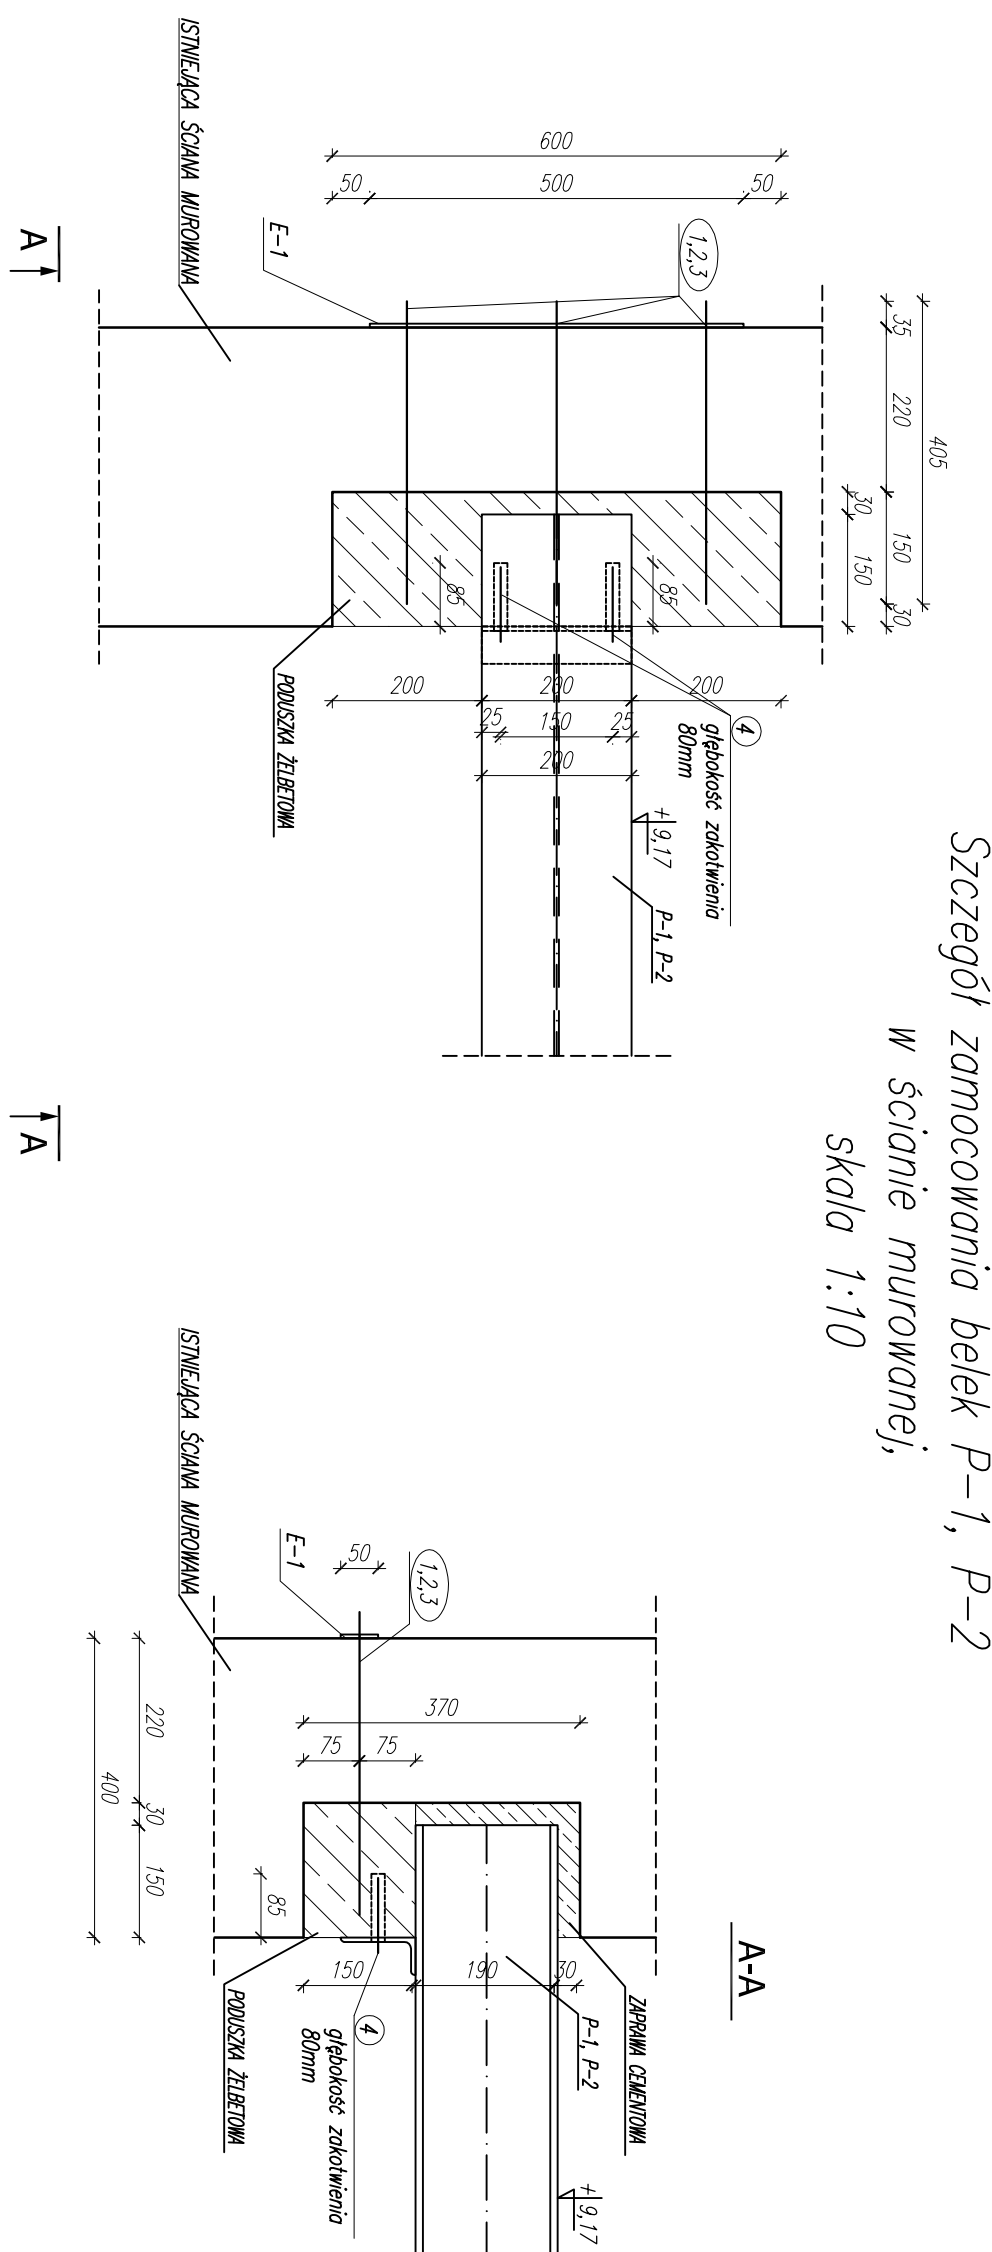 Szczegół zamocowania belek P-1, P-2
w ścianie murowanej,
skala 1:10
ISTNIEJĄCA ŚCIANA MUROWANA
E-1
1,2,3
600
50
500
50
35
220
150
30
405
30
150
85
85
200
200
200
25
150
25
200
4
głębokość zakotwienia
80mm
+9,17
P-1, P-2
PODUSZKA ŻELBETOWA
A
A
A-A
ISTNIEJĄCA ŚCIANA MUROWANA
E-1
50
1,2,3
370
75
75
220
30
150
400
85
150
190
30
ZAPRAWA CEMENTOWA
P-1, P-2
4
głębokość zakotwienia
80mm
PODUSZKA ŻELBETOWA
+9,17